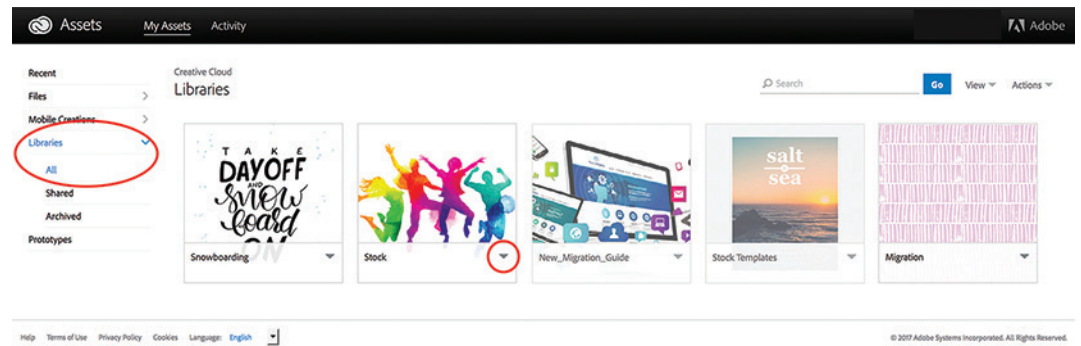 Assets My Assets Activity Adobe
Recent
Files
Mobile Creations
Libraries
All
Shared
Archived
Prototypes
Creative Cloud
Libraries
Search Go View Actions
TAKE
DAYOFF
AND
SNOW
Board
ON
salt
sea
Snowboarding Stock New_Migration_Guide Stock Templates Migration
Help Terms of Use Privacy Policy Cookies Language: English © 2017 Adobe Systems Incorporated. All Rights Reserved.